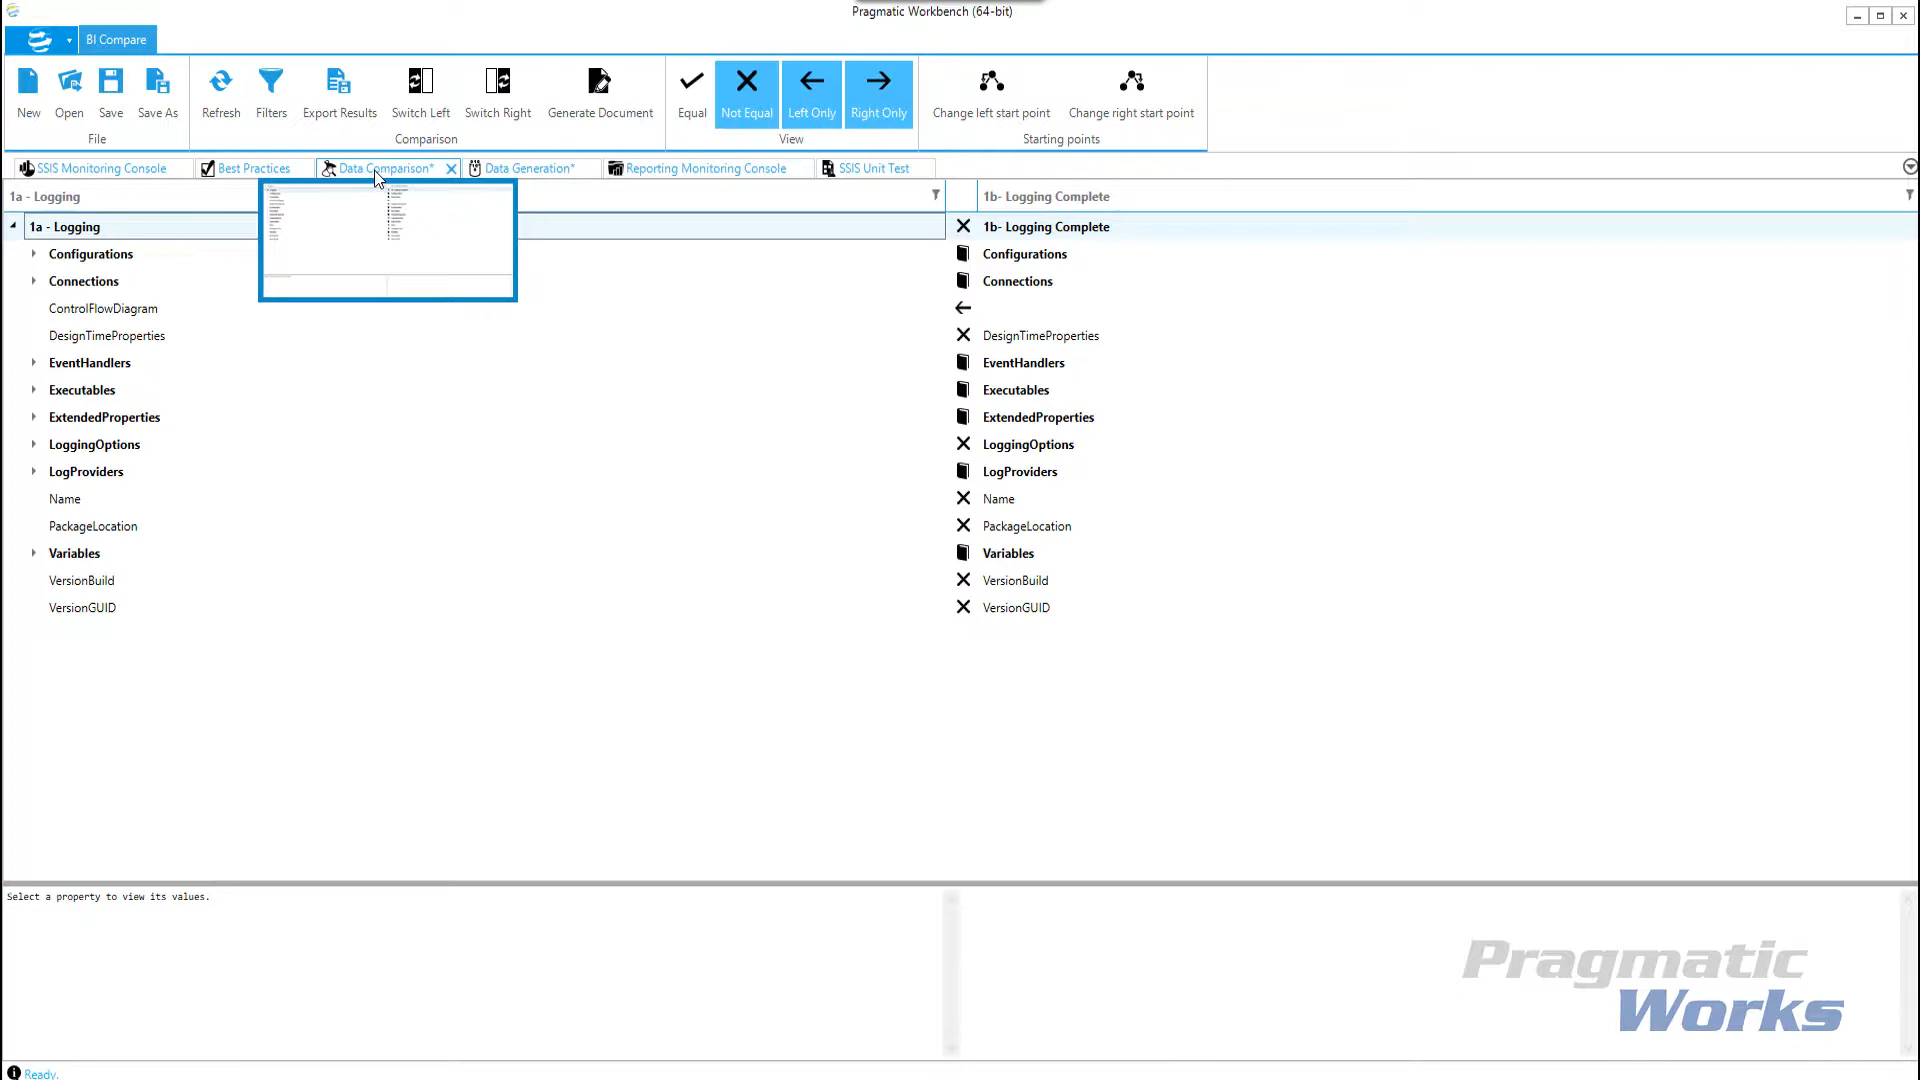 Pragmatic Workbench (64-bit)
BI Compare
New Open Save Save As Refresh Filters Export Results Switch Left Switch Right Generate Document Equal Not Equal Left Only Right Only Change left start point Change right start point
File Comparison View Starting points
SSIS Monitoring Console Best Practices Data Comparison* Data Generation* Reporting Monitoring Console SSIS Unit Test
1a - Logging 1b- Logging Complete
1a - Logging 1b- Logging Complete
Configurations Configurations
Connections Connections
ControlFlowDiagram
DesignTimeProperties DesignTimeProperties
EventHandlers EventHandlers
Executables Executables
ExtendedProperties ExtendedProperties
LoggingOptions LoggingOptions
LogProviders LogProviders
Name Name
PackageLocation PackageLocation
Variables Variables
VersionBuild VersionBuild
VersionGUID VersionGUID
Select a property to view its values.
Pragmatic
Works
Ready.